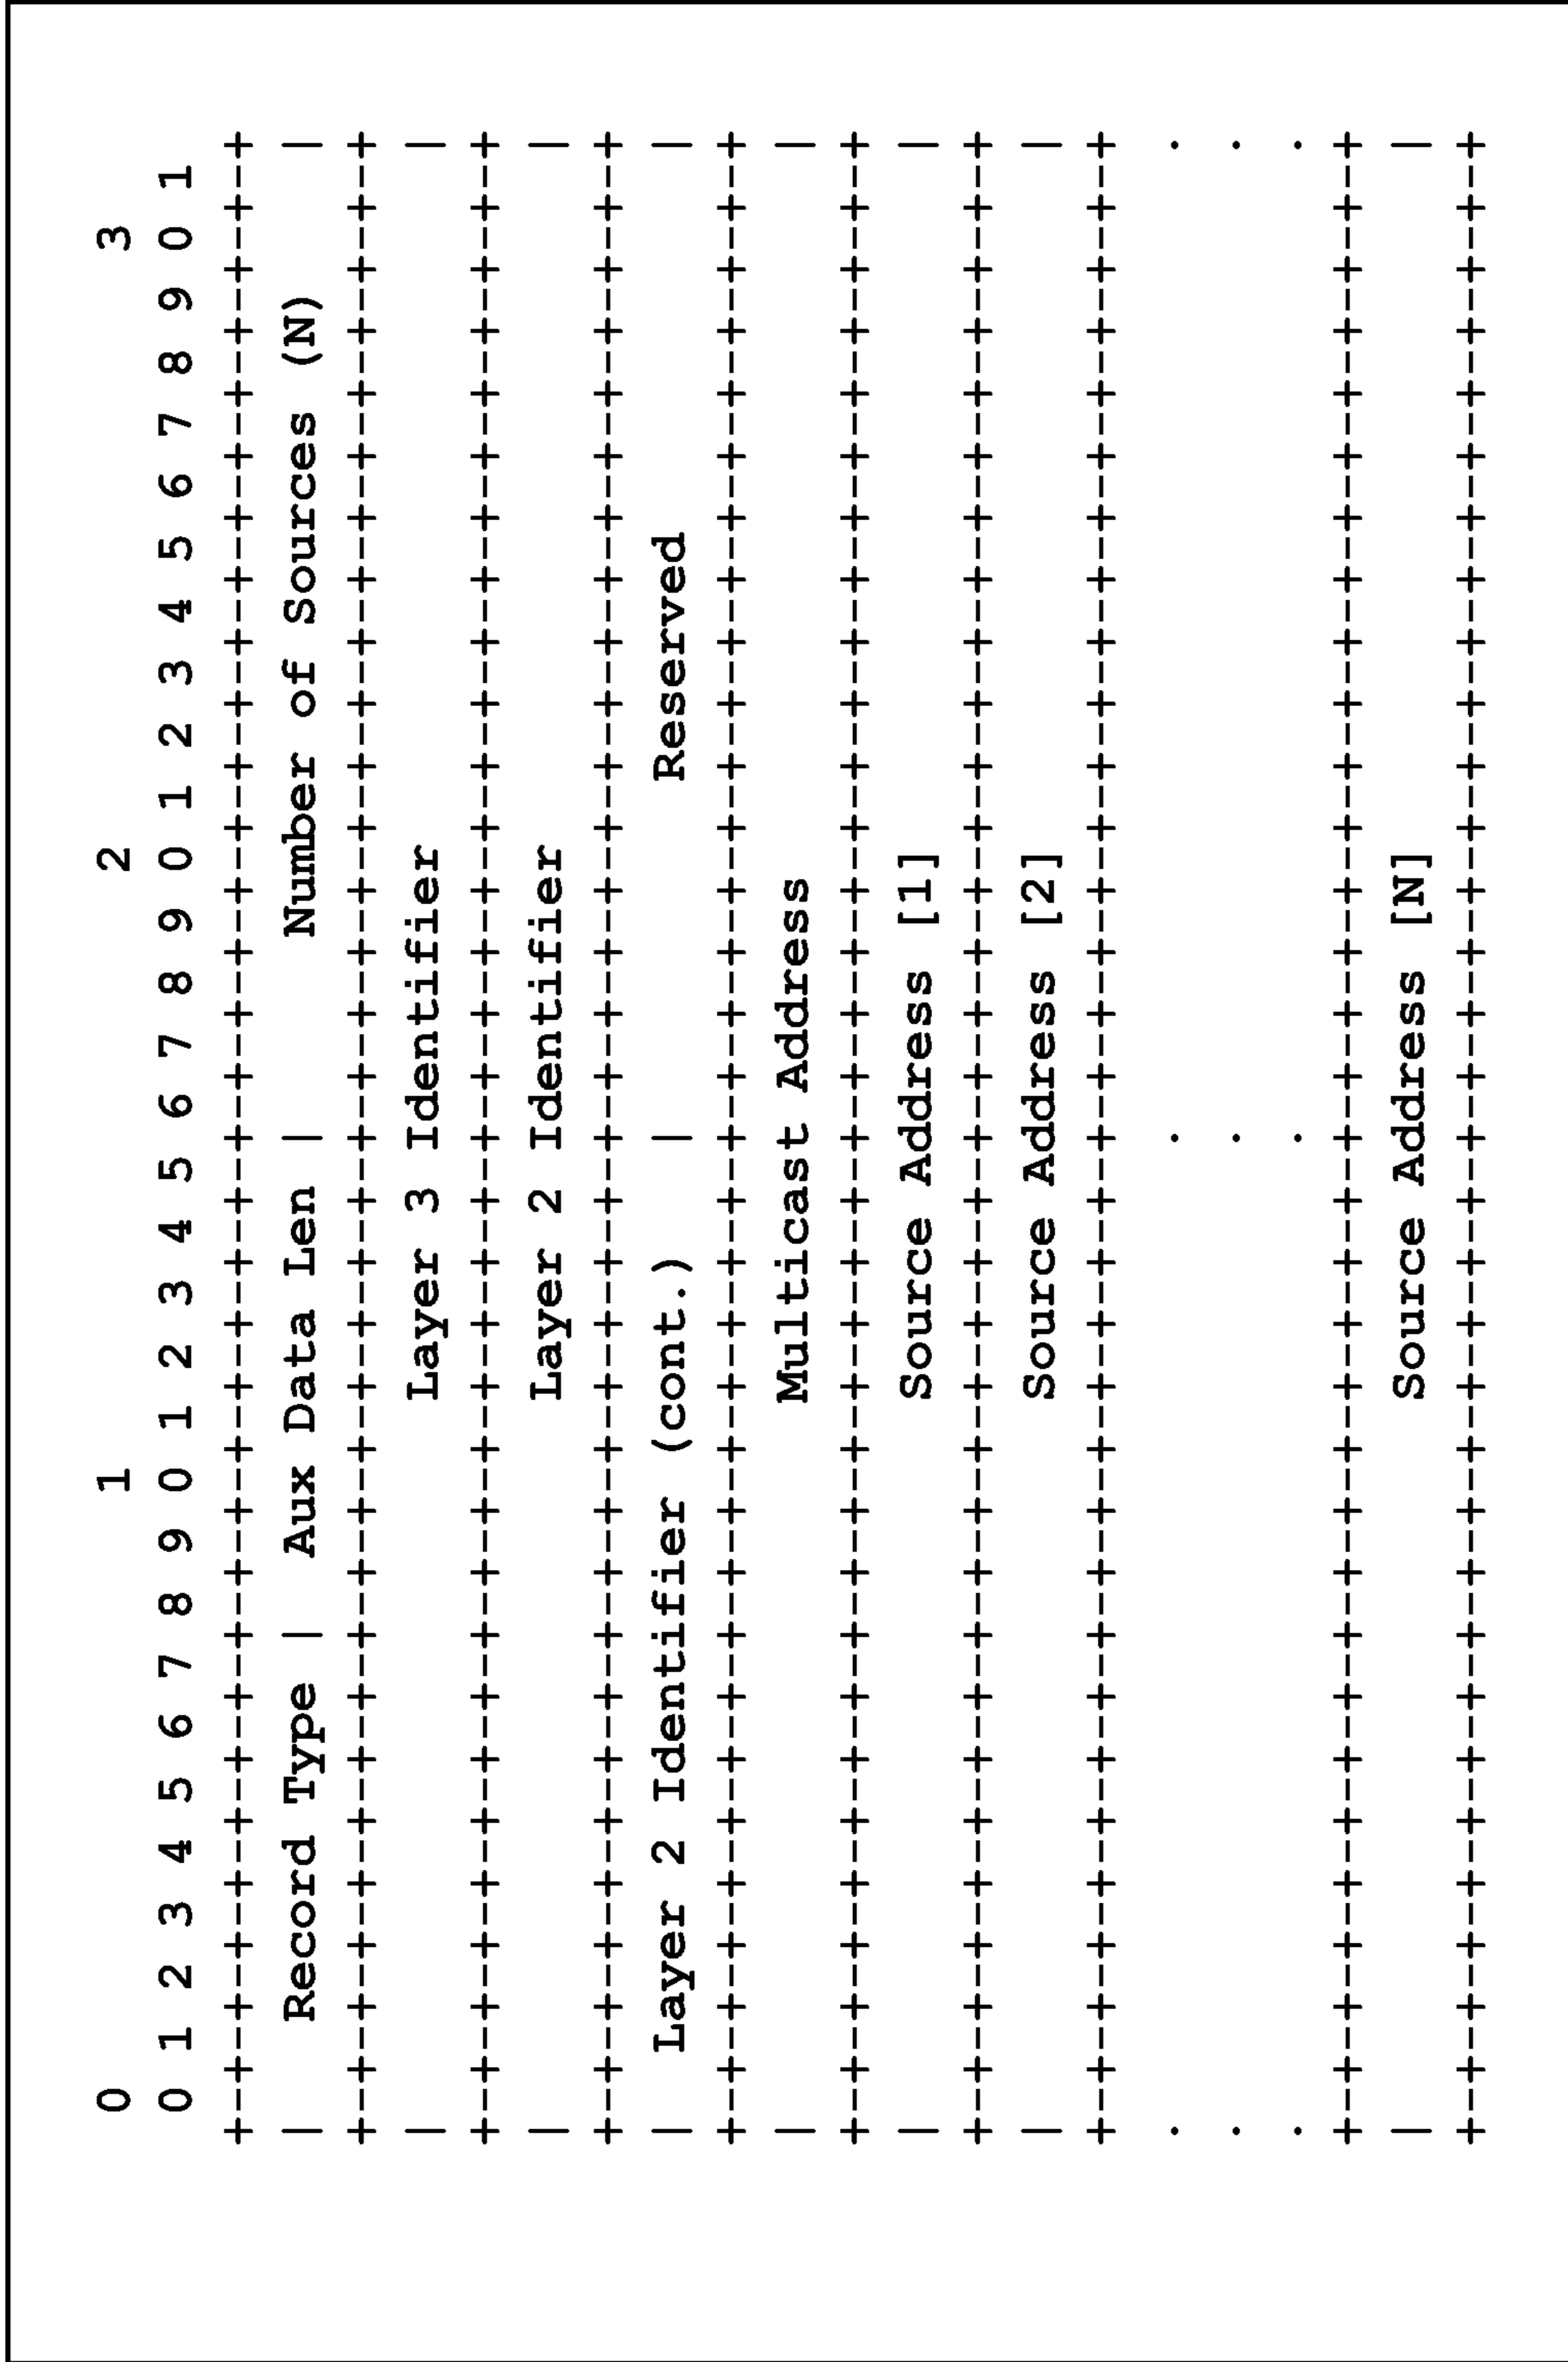 0                   1                   2                   3
 0 1 2 3 4 5 6 7 8 9 0 1 2 3 4 5 6 7 8 9 0 1 2 3 4 5 6 7 8 9 0 1
+-+-+-+-+-+-+-+-+-+-+-+-+-+-+-+-+-+-+-+-+-+-+-+-+-+-+-+-+-+-+-+-+
|   Record Type |  Aux Data Len |      Number of Sources (N)    |
+-+-+-+-+-+-+-+-+-+-+-+-+-+-+-+-+-+-+-+-+-+-+-+-+-+-+-+-+-+-+-+-+
|                       Layer 3 Identifier                      |
+-+-+-+-+-+-+-+-+-+-+-+-+-+-+-+-+-+-+-+-+-+-+-+-+-+-+-+-+-+-+-+-+
|                       Layer 2 Identifier                      |
+-+-+-+-+-+-+-+-+-+-+-+-+-+-+-+-+-+-+-+-+-+-+-+-+-+-+-+-+-+-+-+-+
|  Layer 2 Identifier (cont.)   |           Reserved            |
+-+-+-+-+-+-+-+-+-+-+-+-+-+-+-+-+-+-+-+-+-+-+-+-+-+-+-+-+-+-+-+-+
|                       Multicast Address                       |
+-+-+-+-+-+-+-+-+-+-+-+-+-+-+-+-+-+-+-+-+-+-+-+-+-+-+-+-+-+-+-+-+
|                       Source Address [1]                      |
+-+-+-+-+-+-+-+-+-+-+-+-+-+-+-+-+-+-+-+-+-+-+-+-+-+-+-+-+-+-+-+-+
|                       Source Address [2]                      |
+-+-+-+-+-+-+-+-+-+-+-+-+-+-+-+-+-+-+-+-+-+-+-+-+-+-+-+-+-+-+-+-+
.                               .                               .
.                               .                               .
.                               .                               .
+-+-+-+-+-+-+-+-+-+-+-+-+-+-+-+-+-+-+-+-+-+-+-+-+-+-+-+-+-+-+-+-+
|                       Source Address [N]                      |
+-+-+-+-+-+-+-+-+-+-+-+-+-+-+-+-+-+-+-+-+-+-+-+-+-+-+-+-+-+-+-+-+